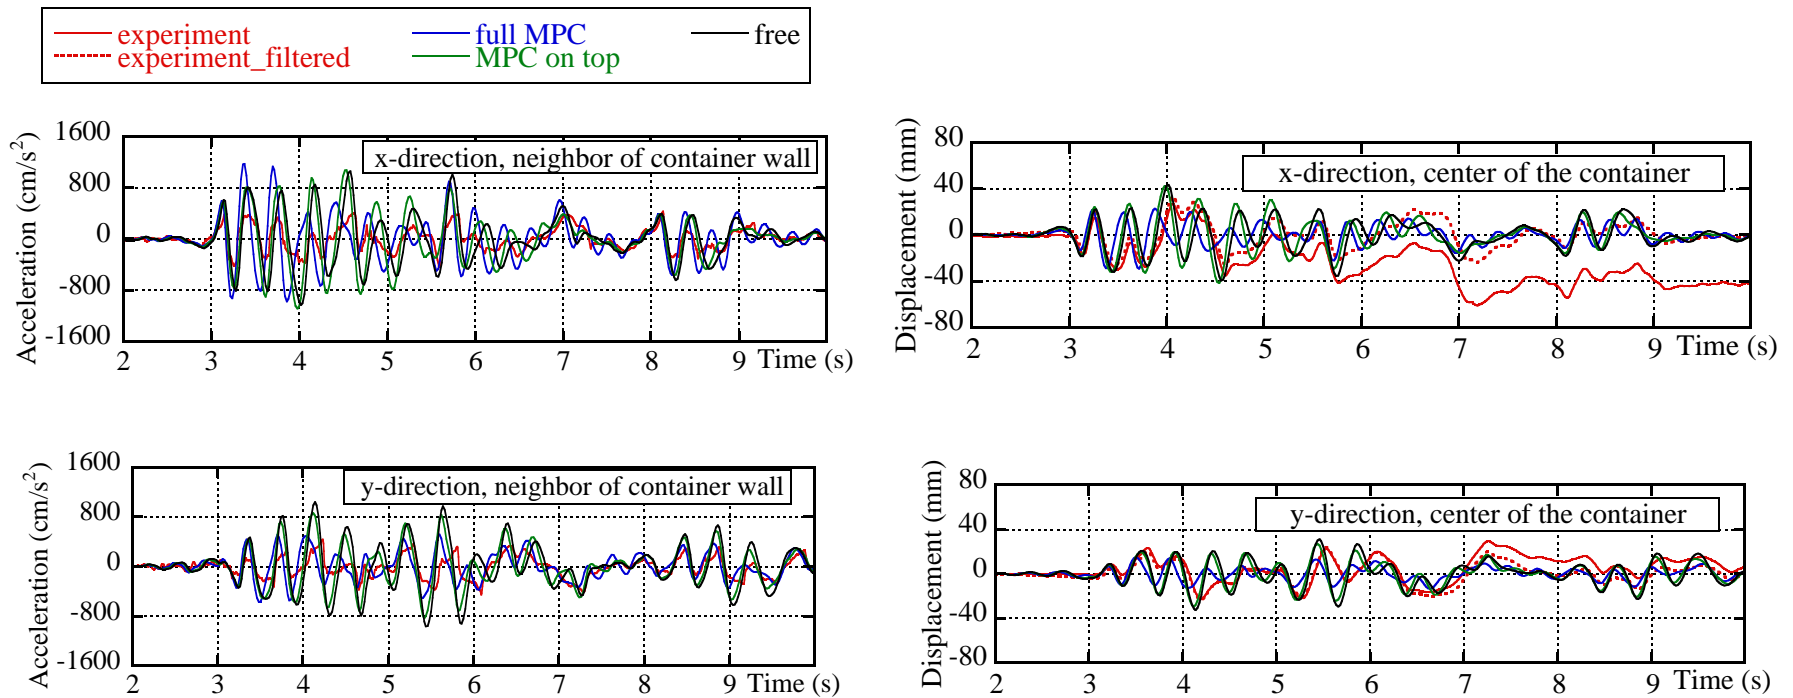 experiment full MPC free
experiment_filtered MPC on top
1600
800
0
-800
-1600
Acceleration (cm/s²)
x-direction, neighbor of container wall
2 3 4 5 6 7 8 9 Time (s)
80
40
0
-40
-80
Displacement (mm)
x-direction, center of the container
2 3 4 5 6 7 8 9 Time (s)
1600
800
0
-800
-1600
Acceleration (cm/s²)
y-direction, neighbor of container wall
2 3 4 5 6 7 8 9 Time (s)
80
40
0
-40
-80
Displacement (mm)
y-direction, center of the container
2 3 4 5 6 7 8 9 Time (s)